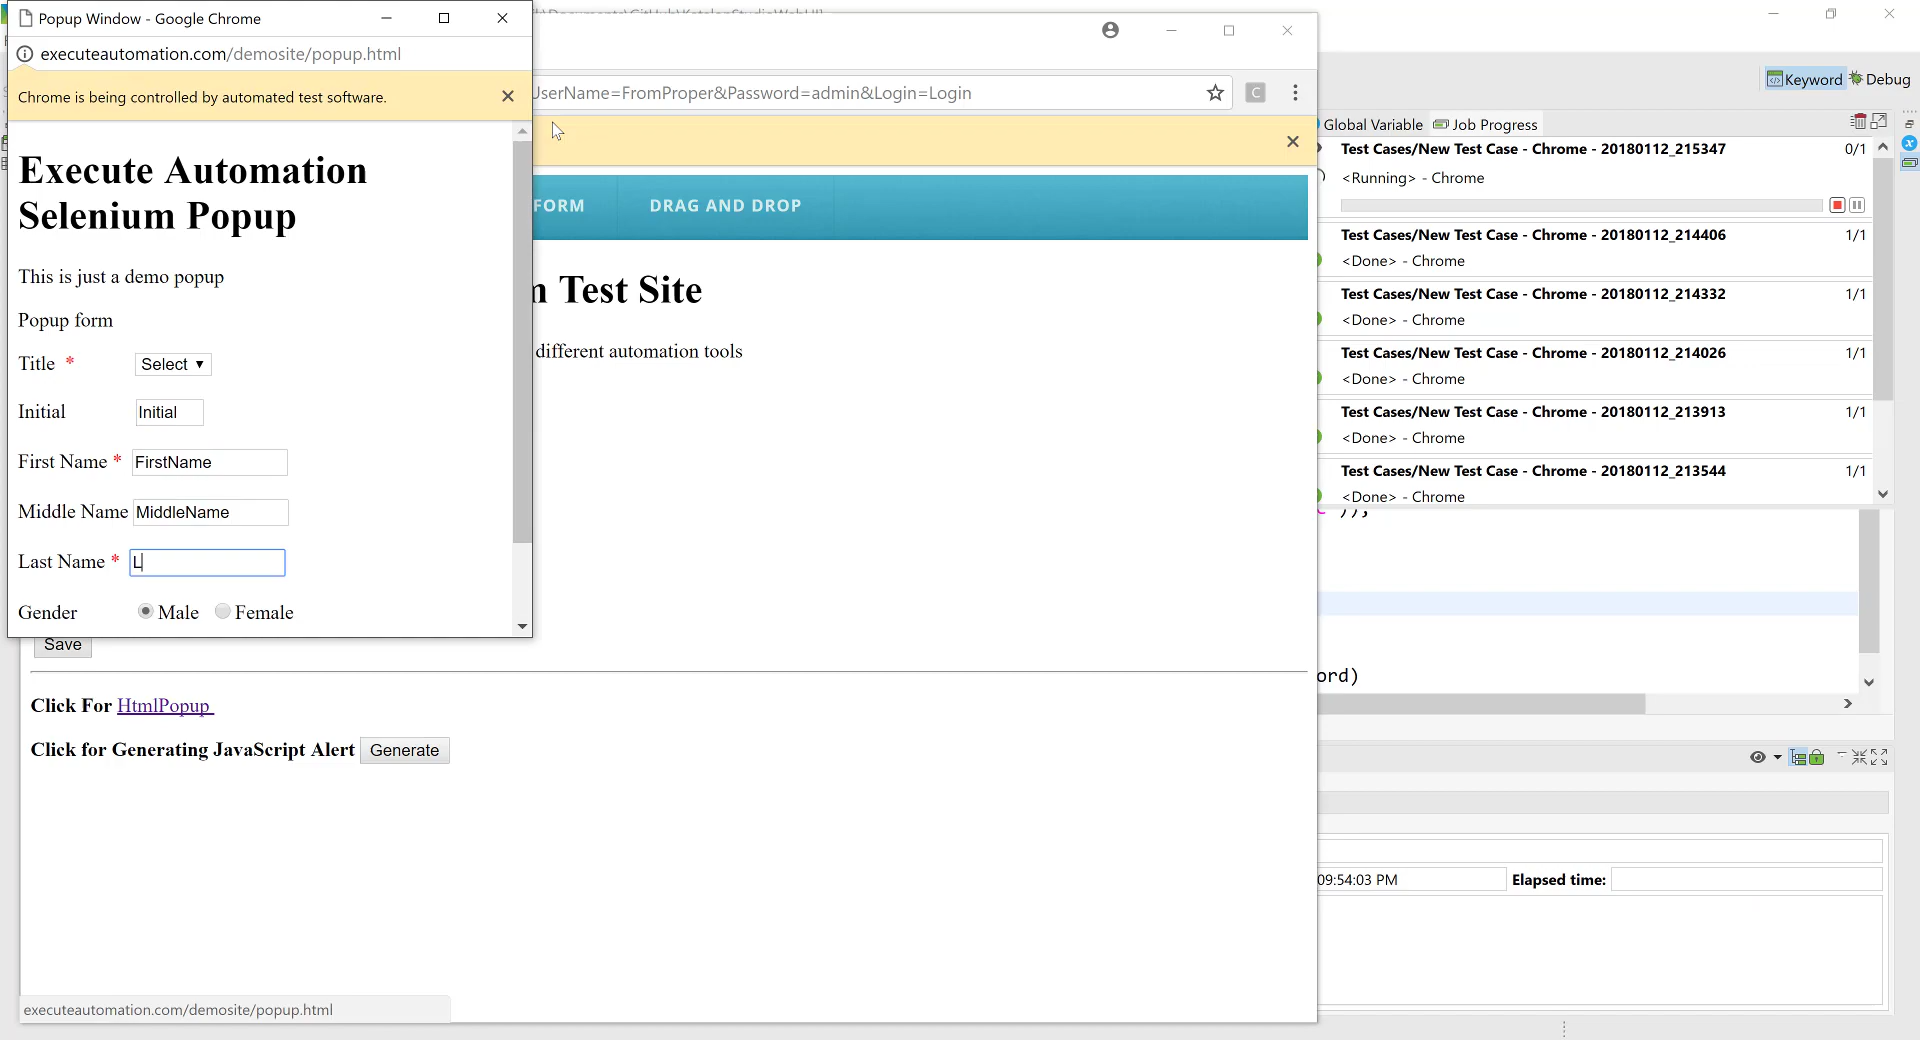 Popup Window - Google Chrome
executeautomation.com/demosite/popup.html
Chrome is being controlled by automated test software.
Execute Automation
Selenium Popup
This is just a demo popup
Popup form
Title * Select
Initial Initial
First Name * FirstName
Middle Name MiddleName
Last Name * L
Gender Male Female
UserName=FromProper&Password=admin&Login=Login
C
FORM DRAG AND DROP
m Test Site
different automation tools
Save
Click For HtmlPopup
Click for Generating JavaScript Alert Generate
executeautomation.com/demosite/popup.html
Keyword Debug
Global Variable Job Progress
Test Cases/New Test Case - Chrome - 20180112_215347 0/1
<Running> - Chrome
Test Cases/New Test Case - Chrome - 20180112_214406 1/1
<Done> - Chrome
Test Cases/New Test Case - Chrome - 20180112_214332 1/1
<Done> - Chrome
Test Cases/New Test Case - Chrome - 20180112_214026 1/1
<Done> - Chrome
Test Cases/New Test Case - Chrome - 20180112_213913 1/1
<Done> - Chrome
Test Cases/New Test Case - Chrome - 20180112_213544 1/1
<Done> - Chrome
ord)
09:54:03 PM Elapsed time: